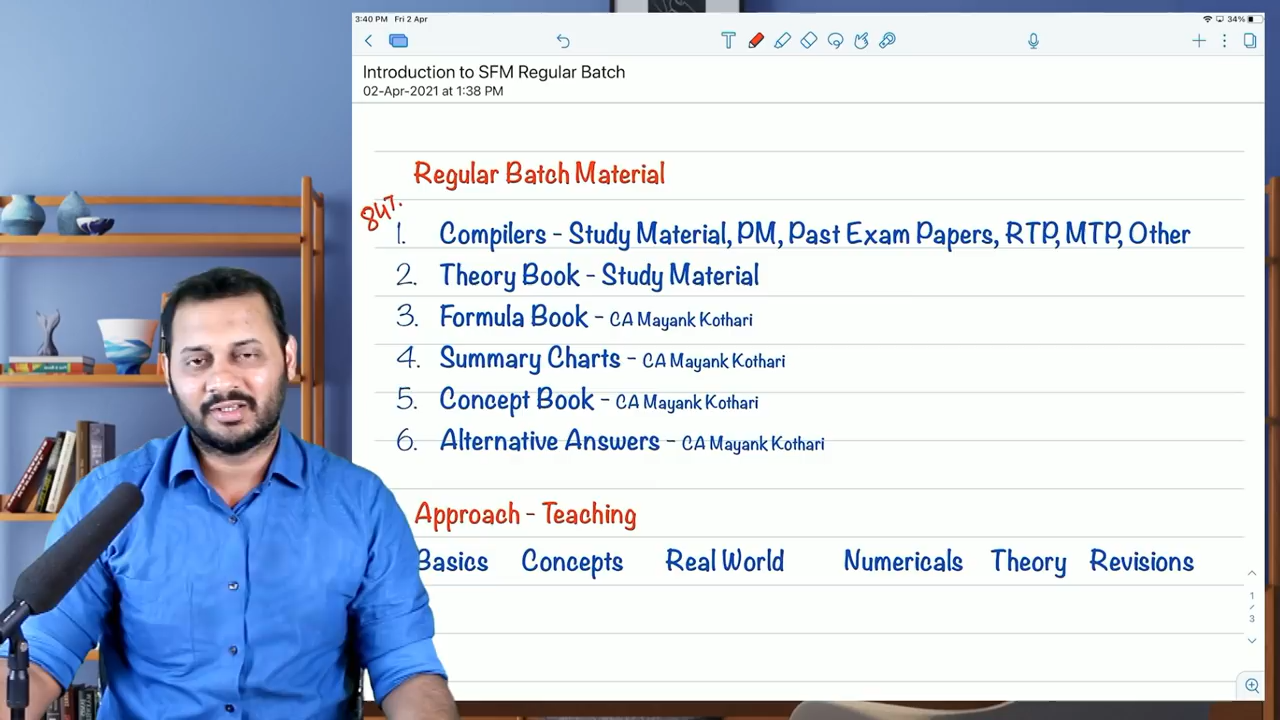 3:40 PM Fri 2 Apr
34%
Introduction to SFM Regular Batch
02-Apr-2021 at 1:38 PM
Regular Batch Material
847.
1. Compilers - Study Material, PM, Past Exam Papers, RTP, MTP, Other
2. Theory Book - Study Material
3. Formula Book - CA Mayank Kothari
4. Summary Charts - CA Mayank Kothari
5. Concept Book - CA Mayank Kothari
6. Alternative Answers - CA Mayank Kothari
Approach - Teaching
Basics Concepts Real World Numericals Theory Revisions
1
/
3